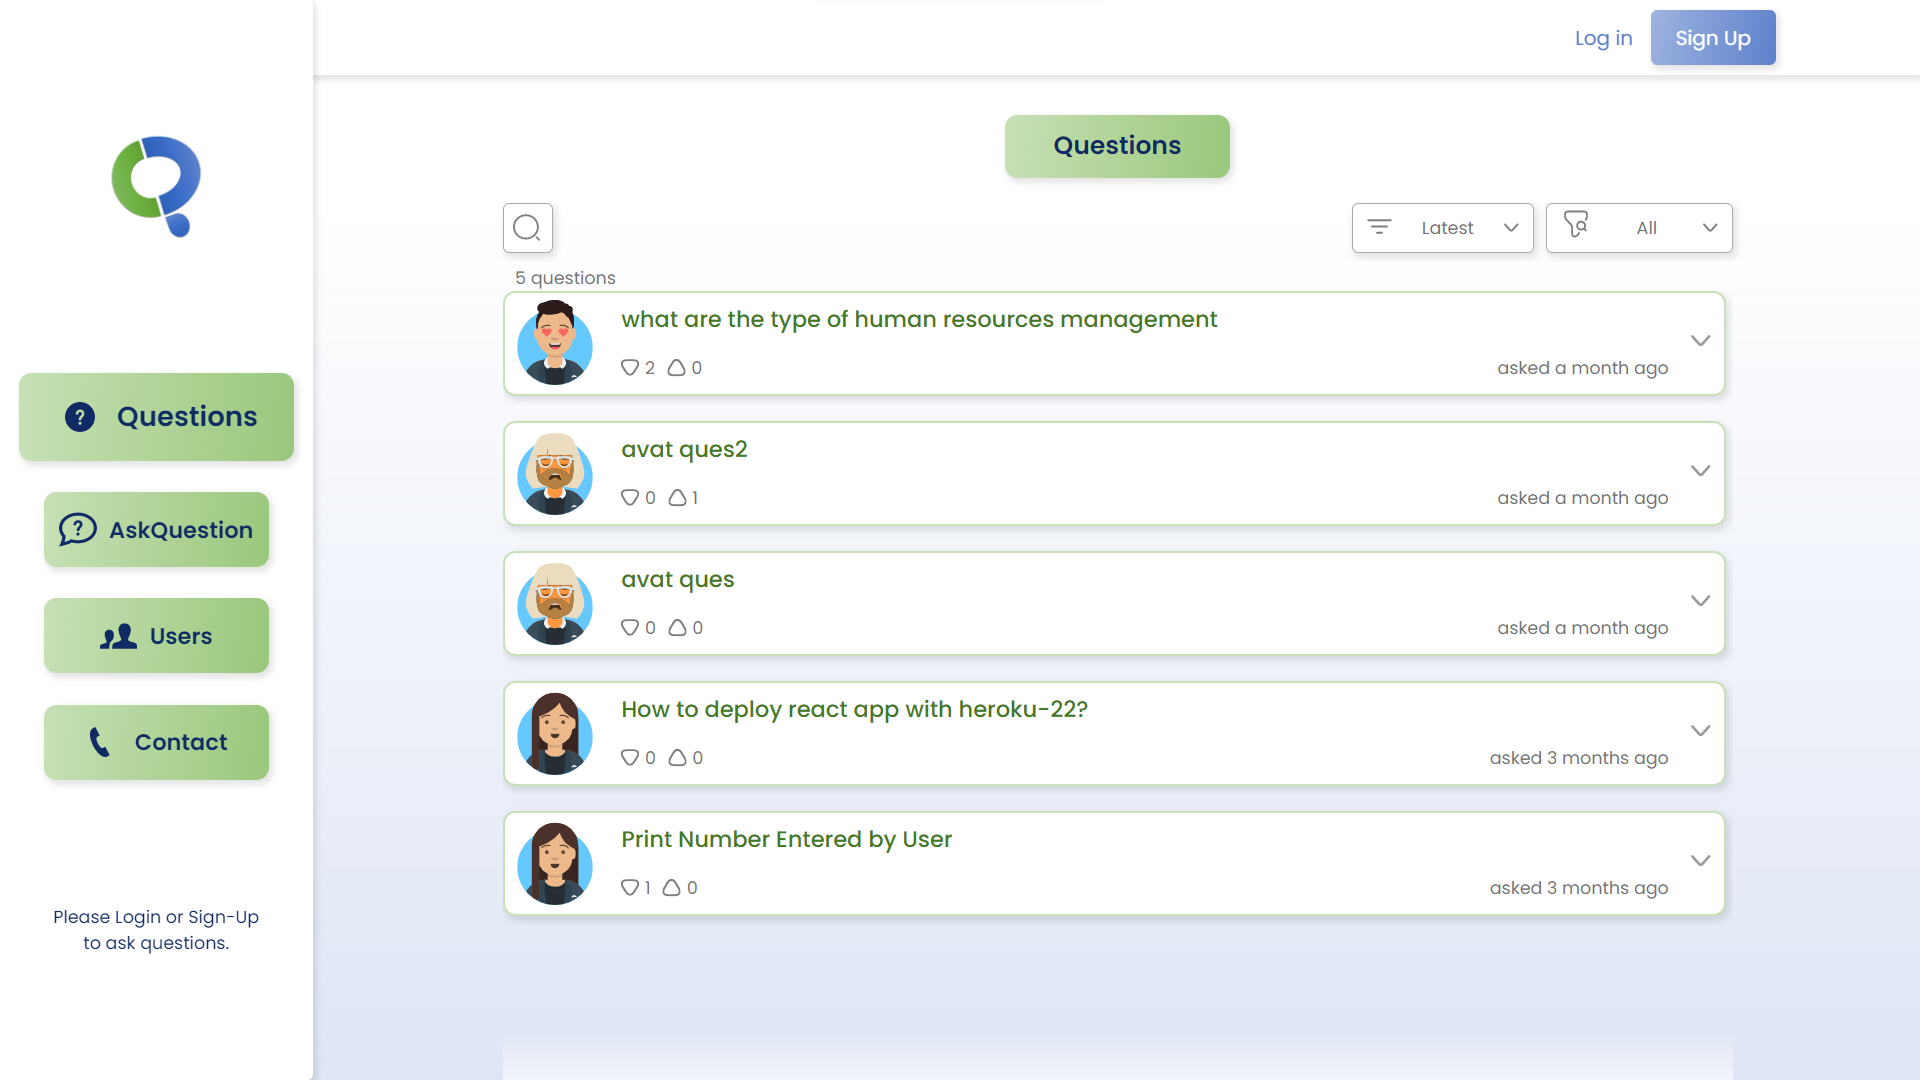 Log in
Sign Up
Questions
Latest
All
5 questions
what are the type of human resources management
2 0
asked a month ago
avat ques2
0 1
asked a month ago
avat ques
0 0
asked a month ago
How to deploy react app with heroku-22?
0 0
asked 3 months ago
Print Number Entered by User
1 0
asked 3 months ago
Questions
AskQuestion
Users
Contact
Please Login or Sign-Up
to ask questions.